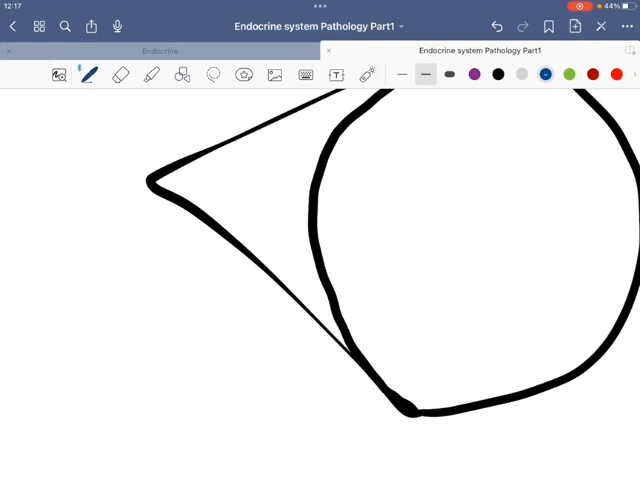 12:17
44%
Endocrine system Pathology Part1
Endocrine
Endocrine system Pathology Part1
T